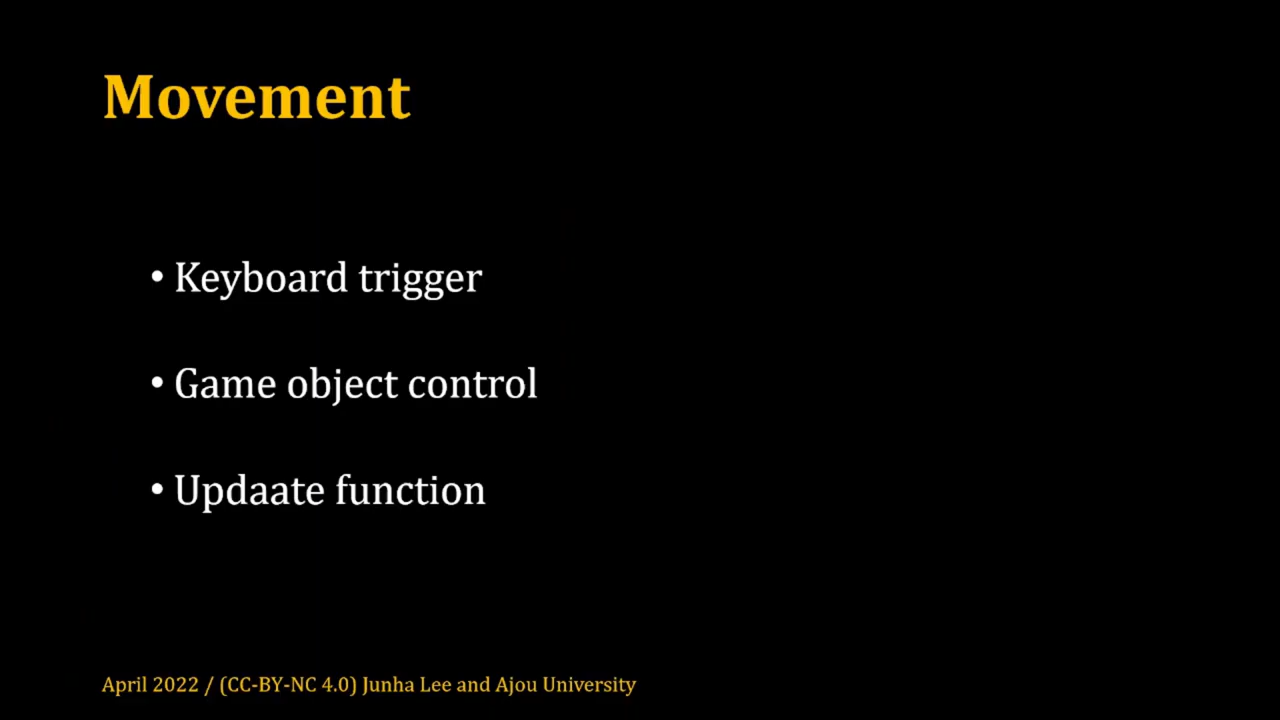 Movement
• Keyboard trigger
• Game object control
• Updaate function
April 2022 / (CC-BY-NC 4.0) Junha Lee and Ajou University